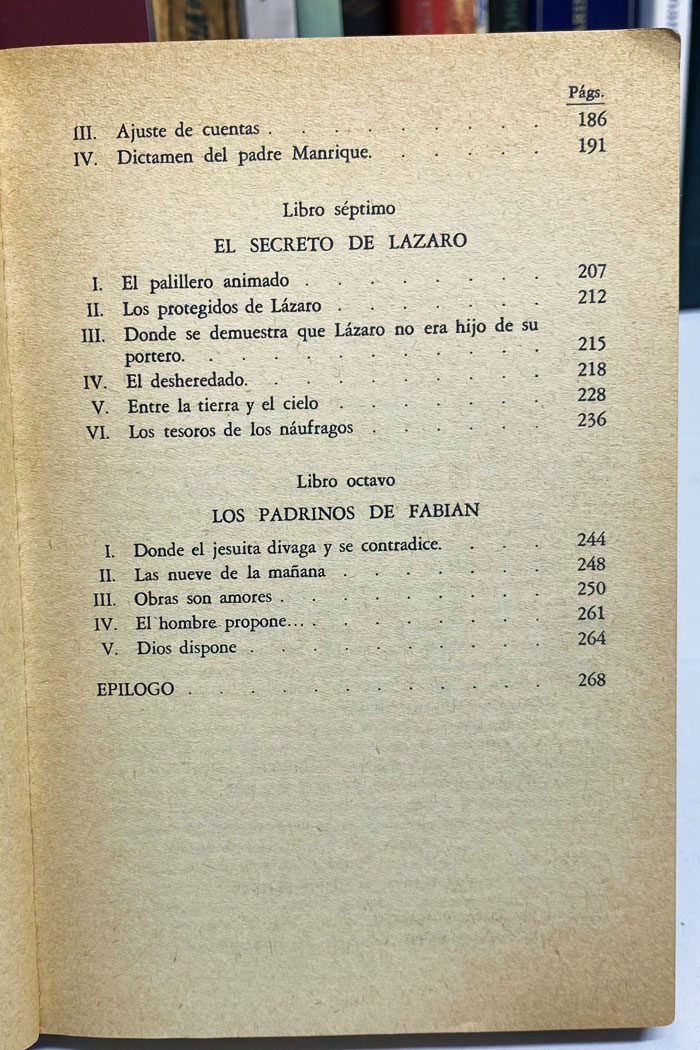 Págs.
III. Ajuste de cuentas . . . . . . . . . 186
IV. Dictamen del padre Manrique. . . . . . 191
Libro séptimo
EL SECRETO DE LAZARO
I. El palillero animado . . . . . . . . 207
II. Los protegidos de Lázaro . . . . . . . 212
III. Donde se demuestra que Lázaro no era hijo de su
portero. . . . . . . . . . . . 215
IV. El desheredado. . . . . . . . . . 218
V. Entre la tierra y el cielo . . . . . . . 228
VI. Los tesoros de los náufragos . . . . . . 236
Libro octavo
LOS PADRINOS DE FABIAN
I. Donde el jesuita divaga y se contradice. . . . 244
II. Las nueve de la mañana . . . . . . . 248
III. Obras son amores . . . . . . . . . 250
IV. El hombre propone... . . . . . . . . 261
V. Dios dispone . . . . . . . . . . 264
EPILOGO . . . . . . . . . . . . 268